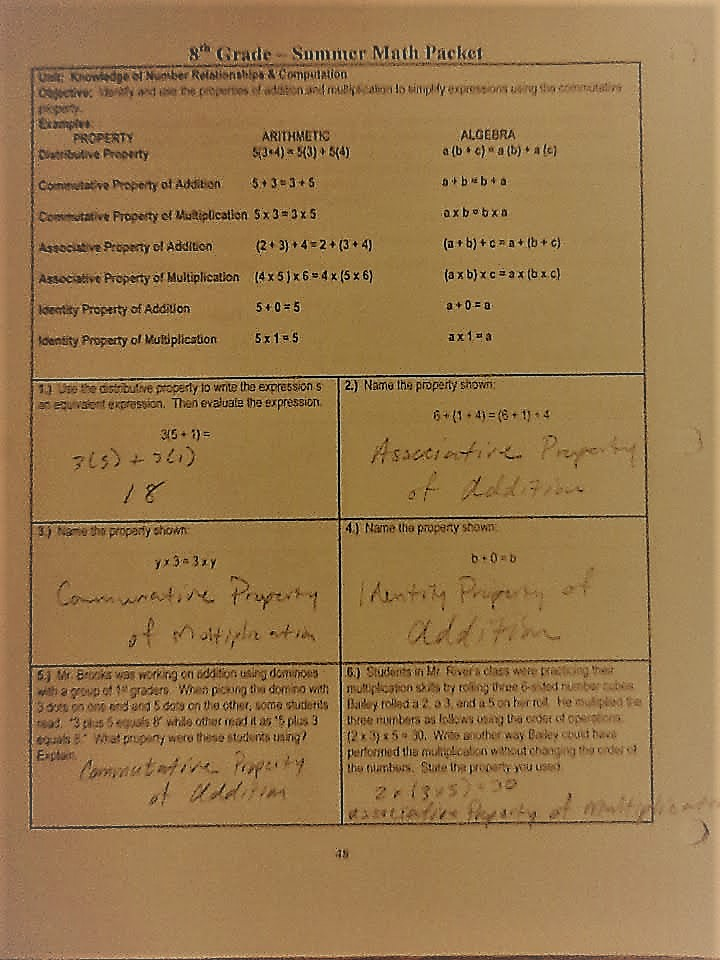 8th Grade – Summer Math Packet
Unit: Knowledge of Number Relationships & Computation
Objective: Identify and use the properties of addition and multiplication to simplify expressions using the commutative
property.
Examples:
PROPERTY ARITHMETIC ALGEBRA
Distributive Property 5(3+4) = 5(3) + 5(4) a (b + c) = a (b) + a (c)
Commutative Property of Addition 5 + 3 = 3 + 5 a + b = b + a
Commutative Property of Multiplication 5 x 3 = 3 x 5 a x b = b x a
Associative Property of Addition (2 + 3) + 4 = 2 + (3 + 4) (a + b) + c = a + (b + c)
Associative Property of Multiplication (4 x 5) x 6 = 4 x (5 x 6) (a x b) x c = a x (b x c)
Identity Property of Addition 5 + 0 = 5 a + 0 = a
Identity Property of Multiplication 5 x 1 = 5 a x 1 = a
1.) Use the distributive property to write the expression s
an equivalent expression. Then evaluate the expression.
3(5 + 1) =
3(5) + 3(1)
18
2.) Name the property shown:
6 + (1 + 4) = (6 + 1) + 4
Associative Property
of Addition
3.) Name the property shown:
y x 3 = 3 x y
Commutative Property
of Multiplication
4.) Name the property shown:
b + 0 = b
Identity Property of
Addition
5.) Mr. Brooks was working on addition using dominoes
with a group of 1st graders. When picking the domino with
3 dots on one end and 5 dots on the other, some students
read, "3 plus 5 equals 8" while other read it as "5 plus 3
equals 8." What property were these students using?
Explain.
Commutative Property
of Addition
6.) Students in Mr. River's class were practicing their
multiplication skills by rolling three 6-sided number cubes.
Bailey rolled a 2, a 3, and a 5 on her roll. He multiplied the
three numbers as follows using the order of operations.
(2 x 3) x 5 = 30. Write another way Bailey could have
performed the multiplication without changing the order of
the numbers. State the property you used.
2 x (3 x 5) = 30
Associative Property of Multiplication
48